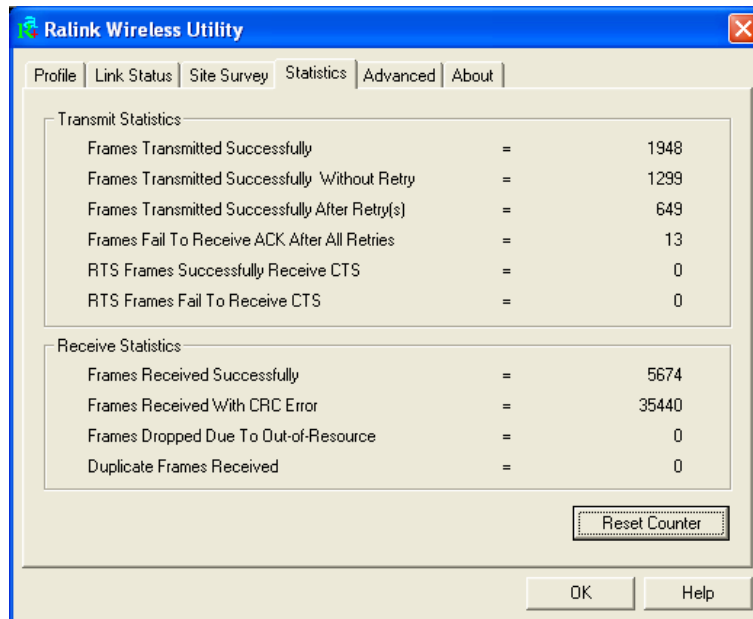 Ralink Wireless Utility
Profile Link Status Site Survey Statistics Advanced About
Transmit Statistics
Frames Transmitted Successfully = 1948
Frames Transmitted Successfully  Without Retry = 1299
Frames Transmitted Successfully After Retry(s) = 649
Frames Fail To Receive ACK After All Retries = 13
RTS Frames Successfully Receive CTS = 0
RTS Frames Fail To Receive CTS = 0
Receive Statistics
Frames Received Successfully = 5674
Frames Received With CRC Error = 35440
Frames Dropped Due To Out-of-Resource = 0
Duplicate Frames Received = 0
Reset Counter
OK Help